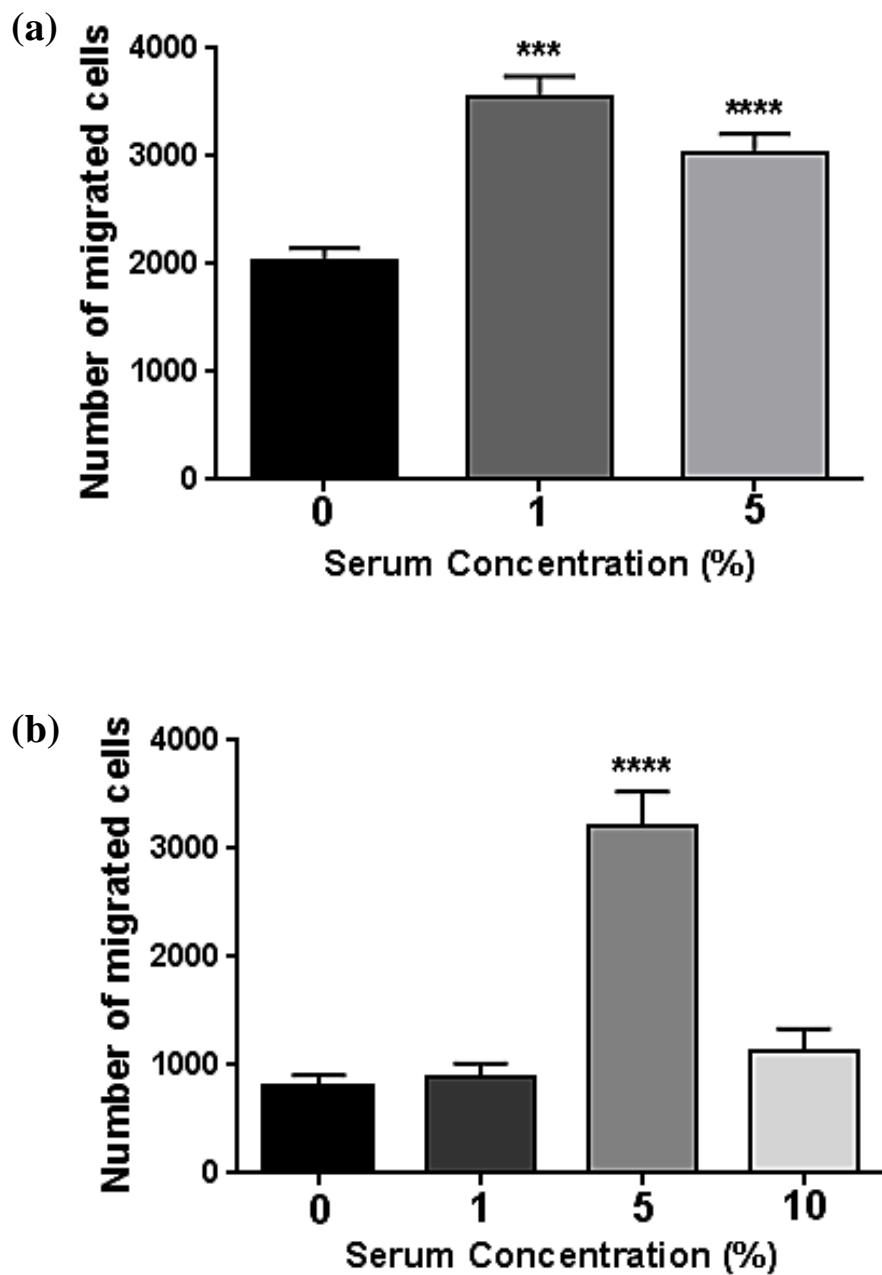 (a)
Number of migrated cells
4000
3000
2000
1000
0
***
****
0 1 5
Serum Concentration (%)
(b)
Number of migrated cells
4000
3000
2000
1000
0
****
0 1 5 10
Serum Concentration (%)